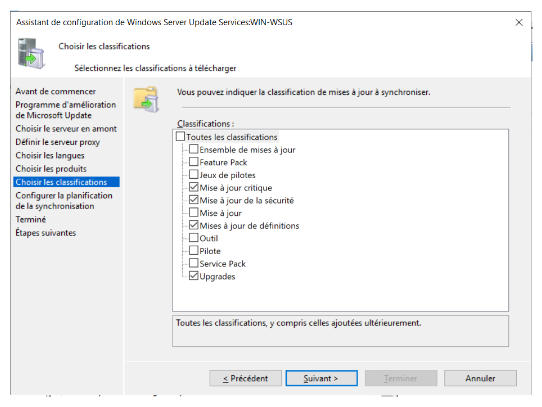 Assistant de configuration de Windows Server Update Services:WIN-WSUS
Choisir les classifications
Sélectionnez les classifications à télécharger
Avant de commencer
Programme d'amélioration
de Microsoft Update
Choisir le serveur en amont
Définir le serveur proxy
Choisir les langues
Choisir les produits
Choisir les classifications
Configurer la planification
de la synchronisation
Terminé
Étapes suivantes
Vous pouvez indiquer la classification de mises à jour à synchroniser.
Classifications :
Toutes les classifications
Ensemble de mises à jour
Feature Pack
Jeux de pilotes
Mise à jour critique
Mise à jour de la sécurité
Mise à jour
Mises à jour de définitions
Outil
Pilote
Service Pack
Upgrades
Toutes les classifications, y compris celles ajoutées ultérieurement.
< Précédent
Suivant >
Terminer
Annuler